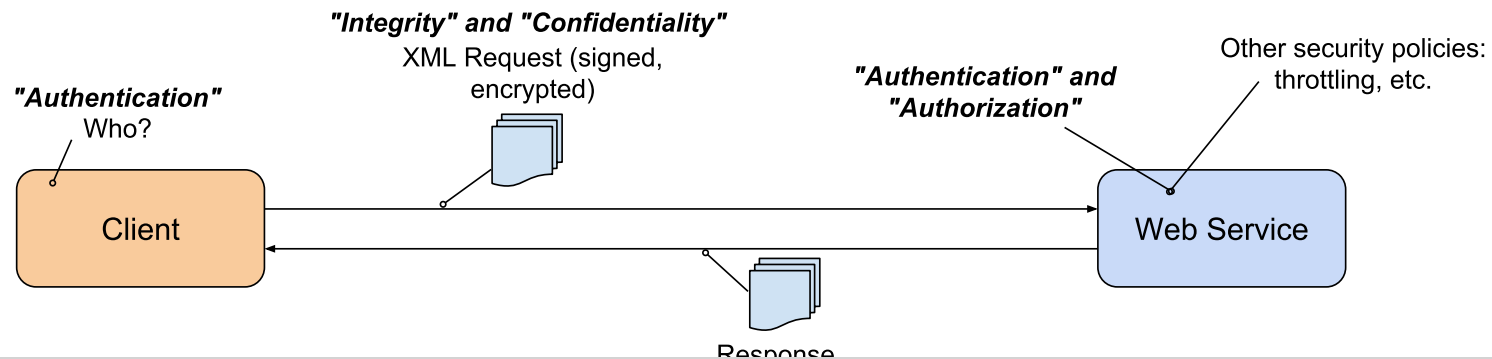 "Integrity" and "Confidentiality"
XML Request (signed,
encrypted)
"Authentication"
Who?
"Authentication" and
"Authorization"
Other security policies:
throttling, etc.
Client
Web Service
Response